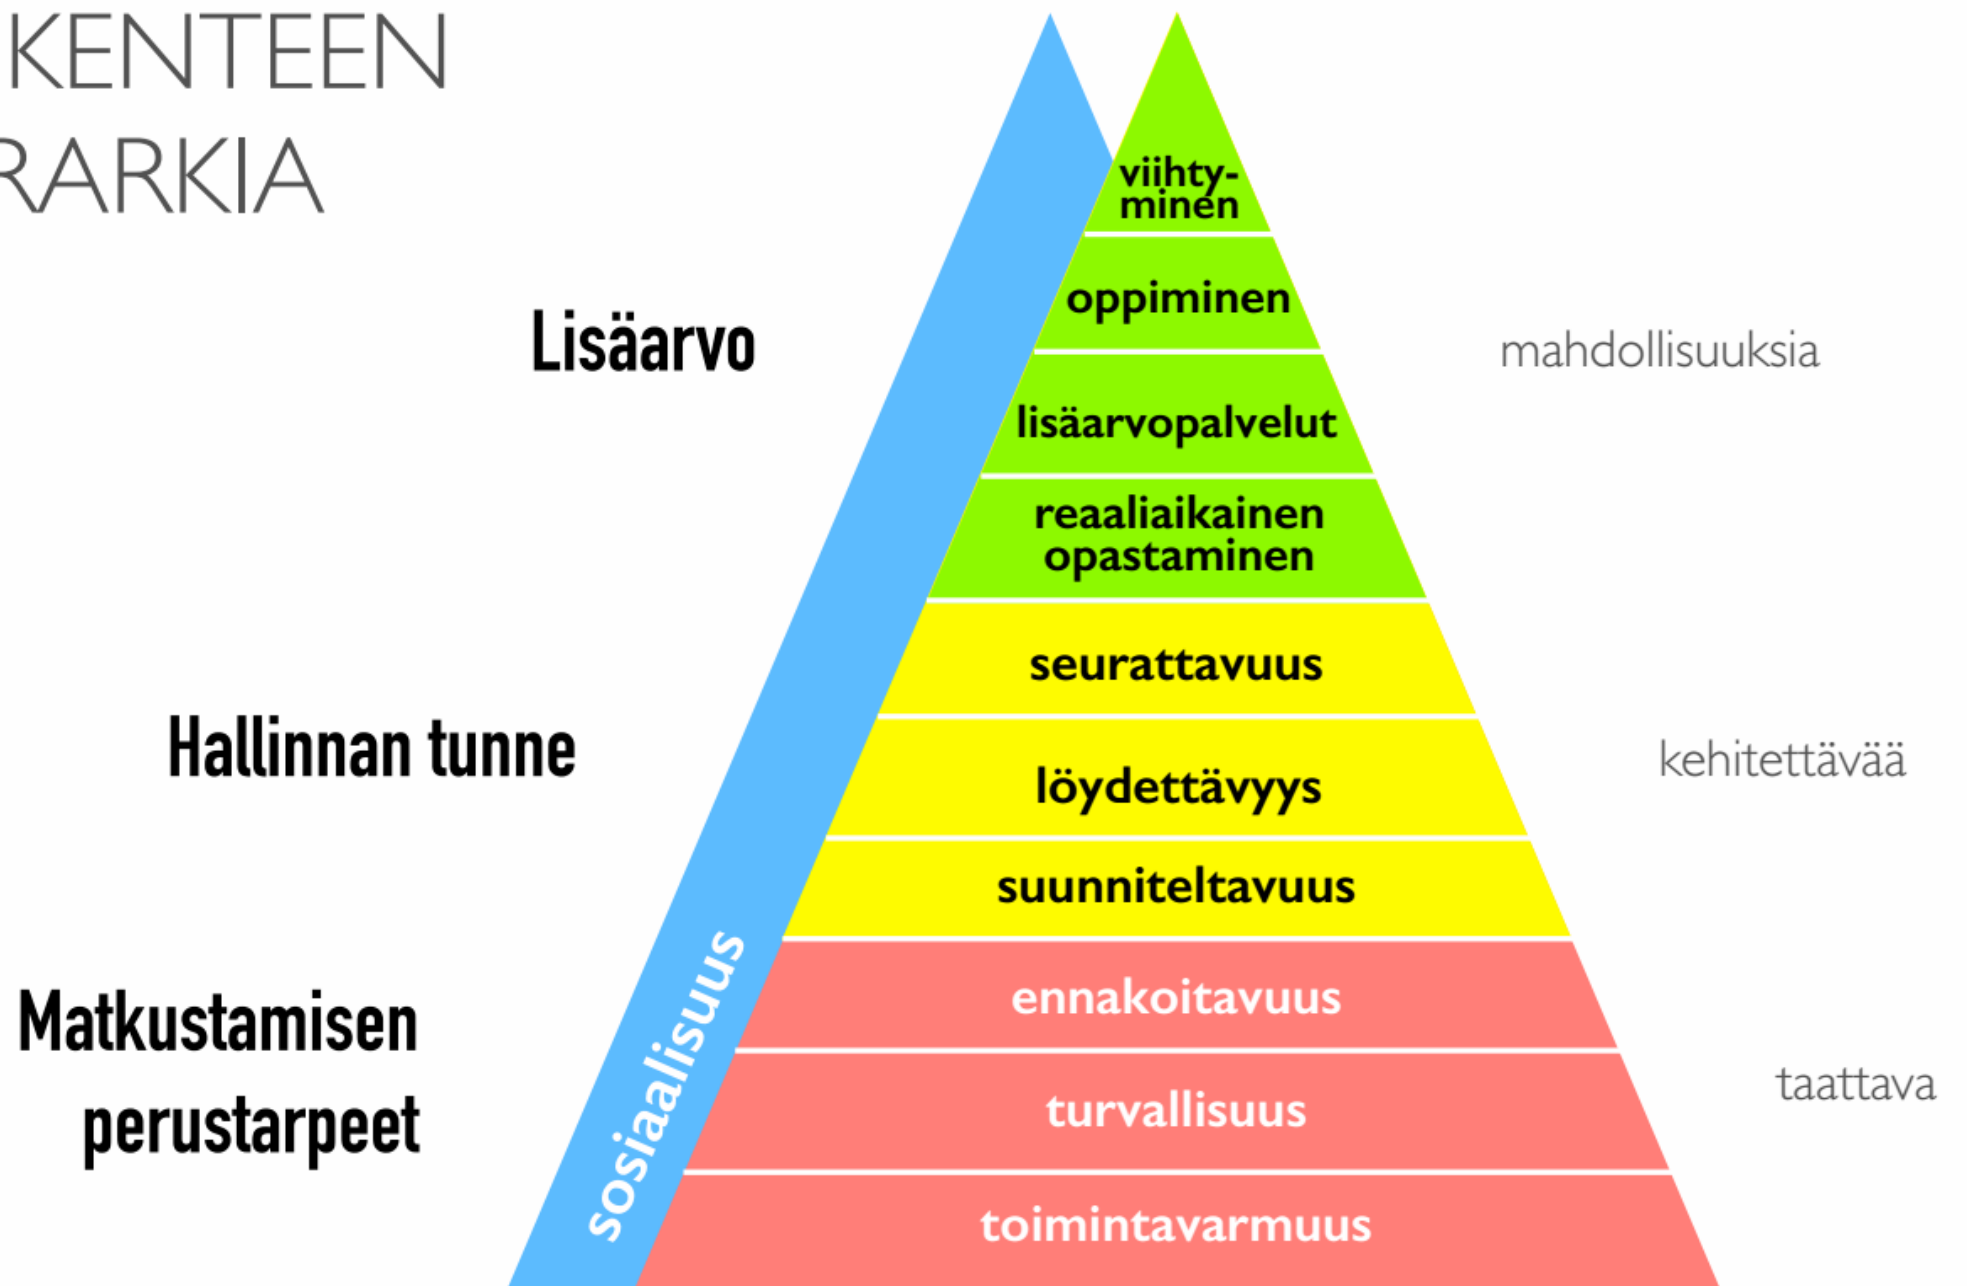 KENTEEN
RARKIA
viihty-
minen
oppiminen
Lisäarvo
mahdollisuuksia
lisäarvopalvelut
reaaliaikainen
opastaminen
seurattavuus
Hallinnan tunne
kehitettävää
löydettävyys
suunniteltavuus
sosiaalisuus
ennakoitavuus
Matkustamisen
perustarpeet
taattava
turvallisuus
toimintavarmuus